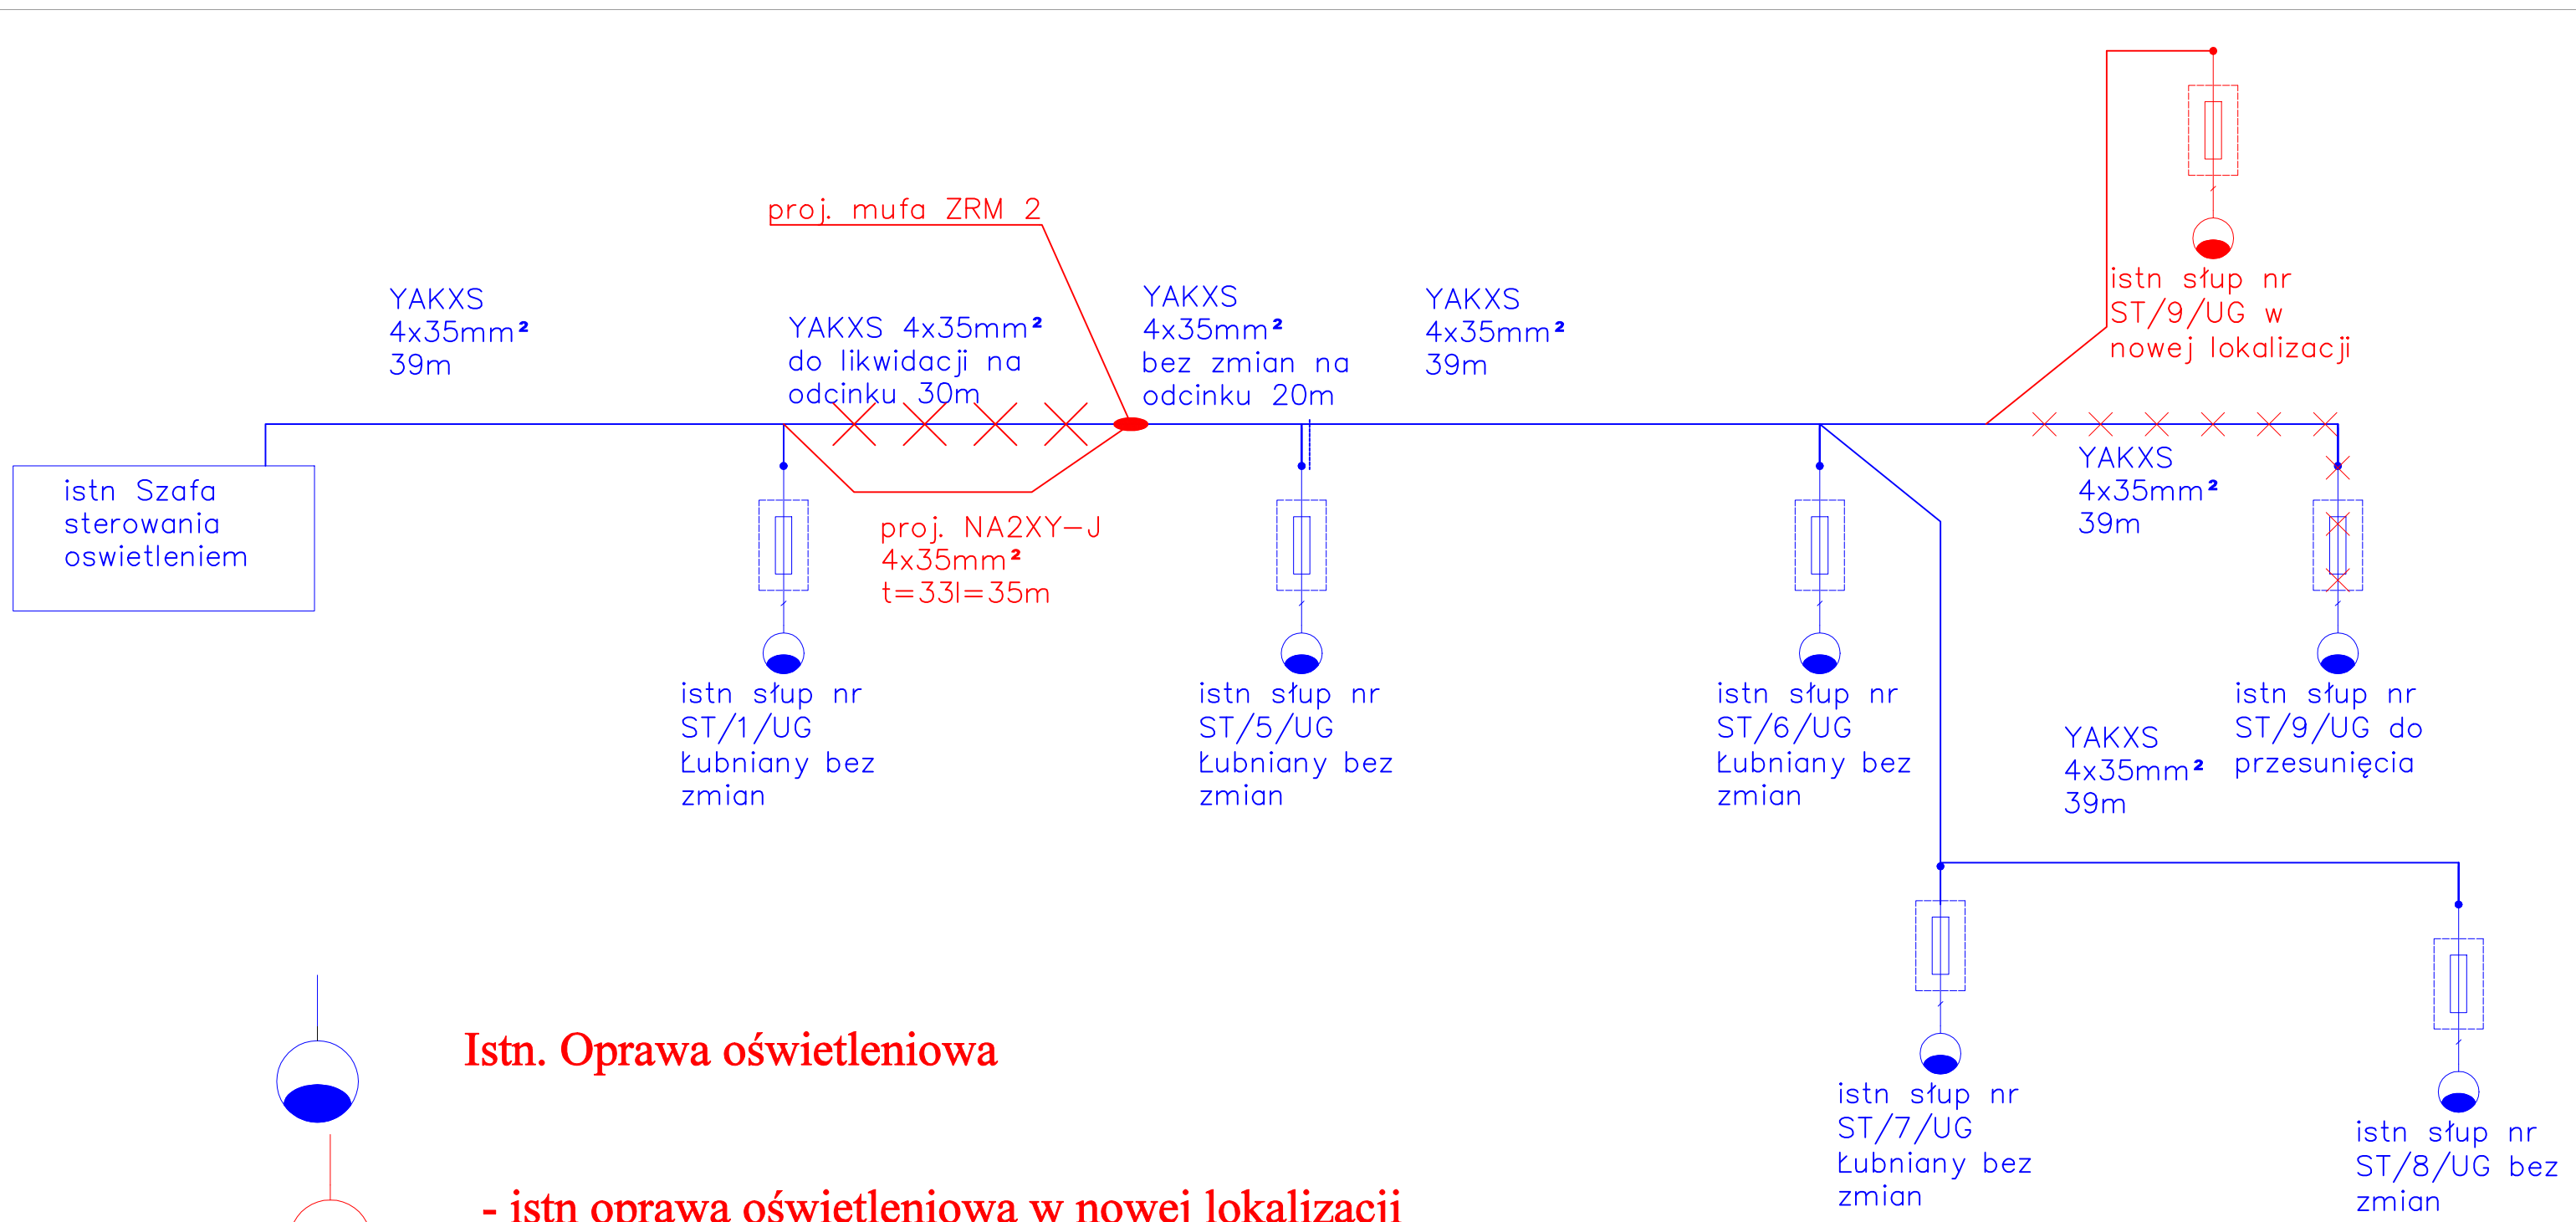 proj. mufa ZRM 2
istn słup nr
ST/9/UG w
nowej lokalizacji
YAKXS
4x35mm²
39m
YAKXS 4x35mm²
do likwidacji na
odcinku 30m
YAKXS
4x35mm²
bez zmian na
odcinku 20m
YAKXS
4x35mm²
39m
istn Szafa
sterowania
oswietleniem
proj. NA2XY-J
4x35mm²
t=33l=35m
YAKXS
4x35mm²
39m
istn słup nr
ST/1/UG
Łubniany bez
zmian
istn słup nr
ST/5/UG
Łubniany bez
zmian
istn słup nr
ST/6/UG
Łubniany bez
zmian
YAKXS
4x35mm²
39m
istn słup nr
ST/9/UG do
przesunięcia
istn słup nr
ST/7/UG
Łubniany bez
zmian
istn słup nr
ST/8/UG bez
zmian
Istn. Oprawa oświetleniowa
- istn oprawa oświetleniowa w nowej lokalizacji